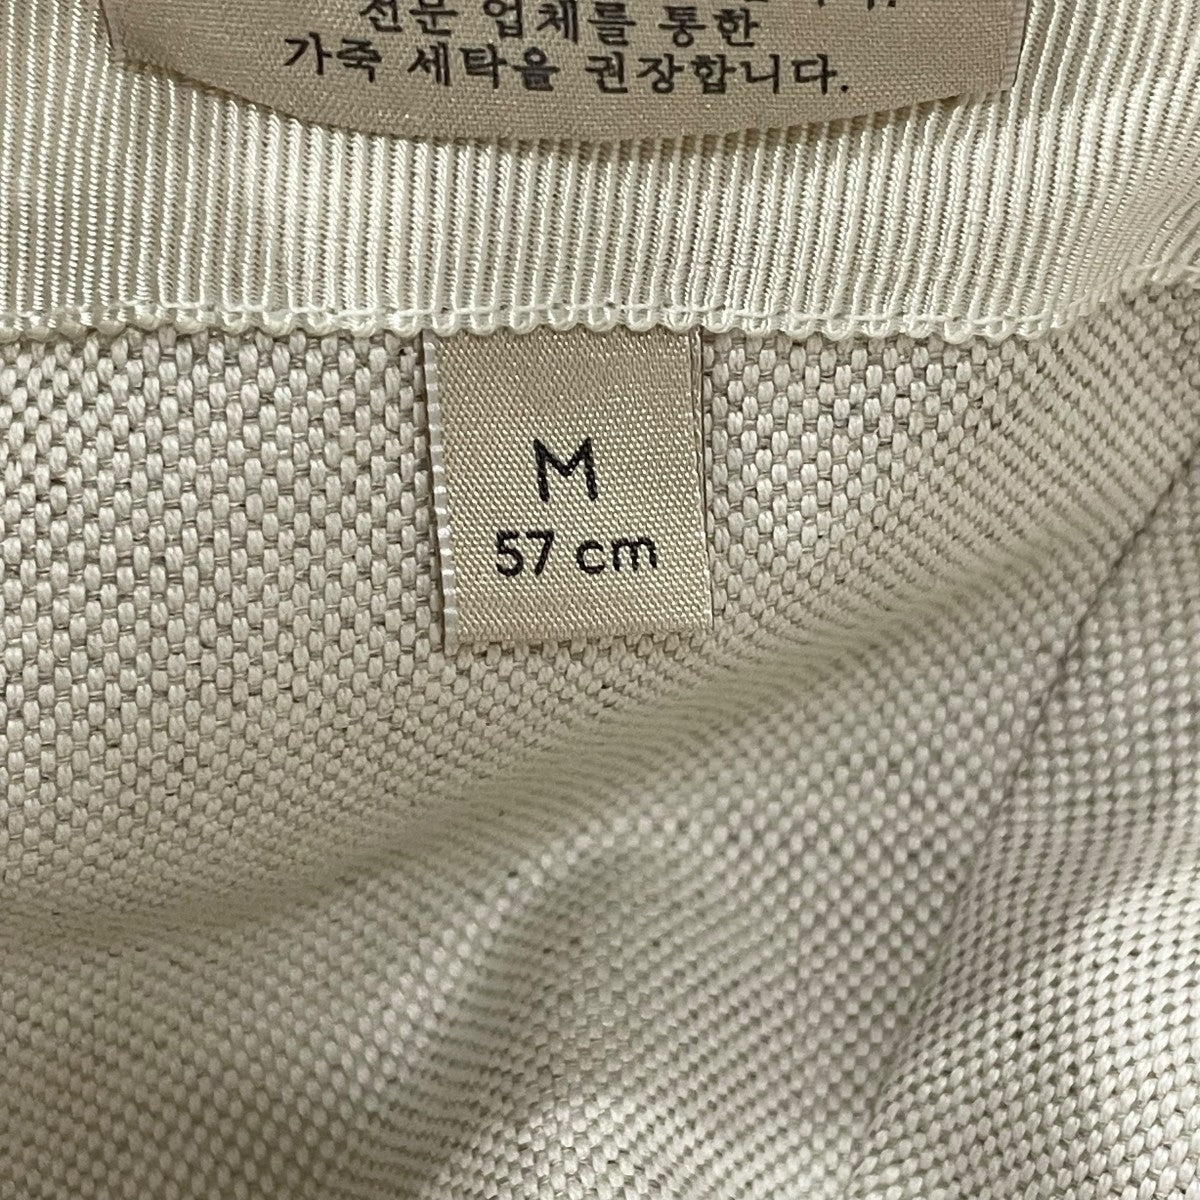 전문 업체를 통한
가죽 세탁을 권장합니다.
M
57 cm